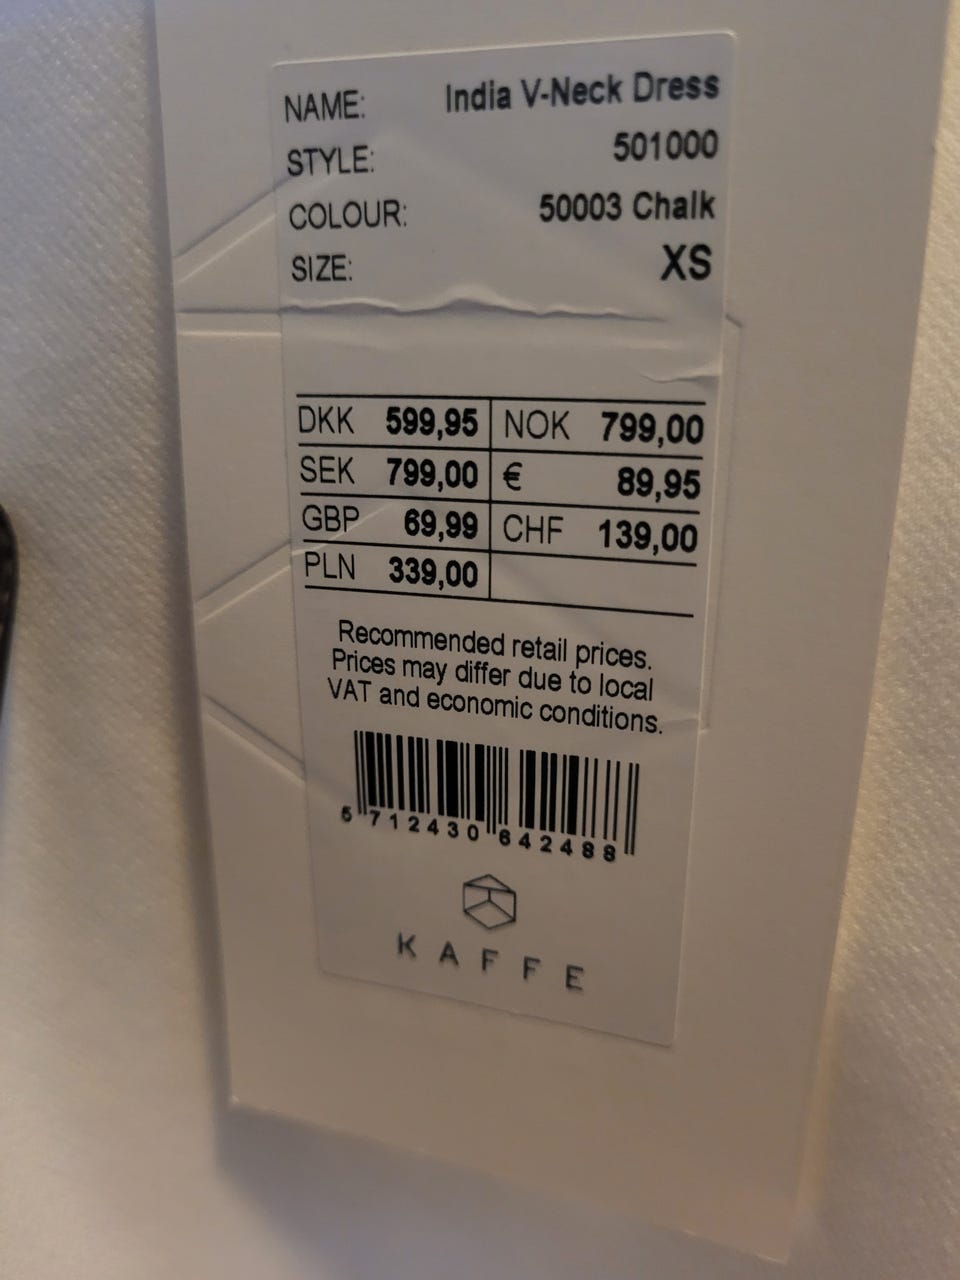 NAME: India V-Neck Dress
STYLE: 501000
COLOUR: 50003 Chalk
SIZE: XS
DKK 599,95 NOK 799,00
SEK 799,00 € 89,95
GBP 69,99 CHF 139,00
PLN 339,00
Recommended retail prices.
Prices may differ due to local
VAT and economic conditions.
5 712430 642488
KAFFE